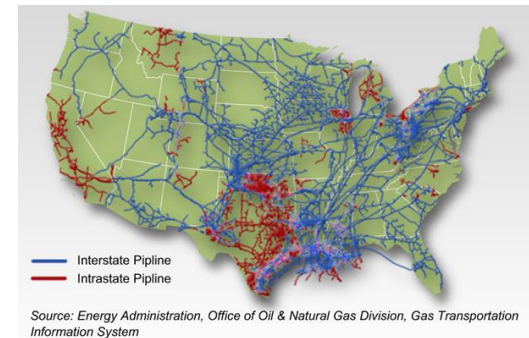 Interstate Pipline
Intrastate Pipline
Source: Energy Administration, Office of Oil & Natural Gas Division, Gas Transportation
Information System